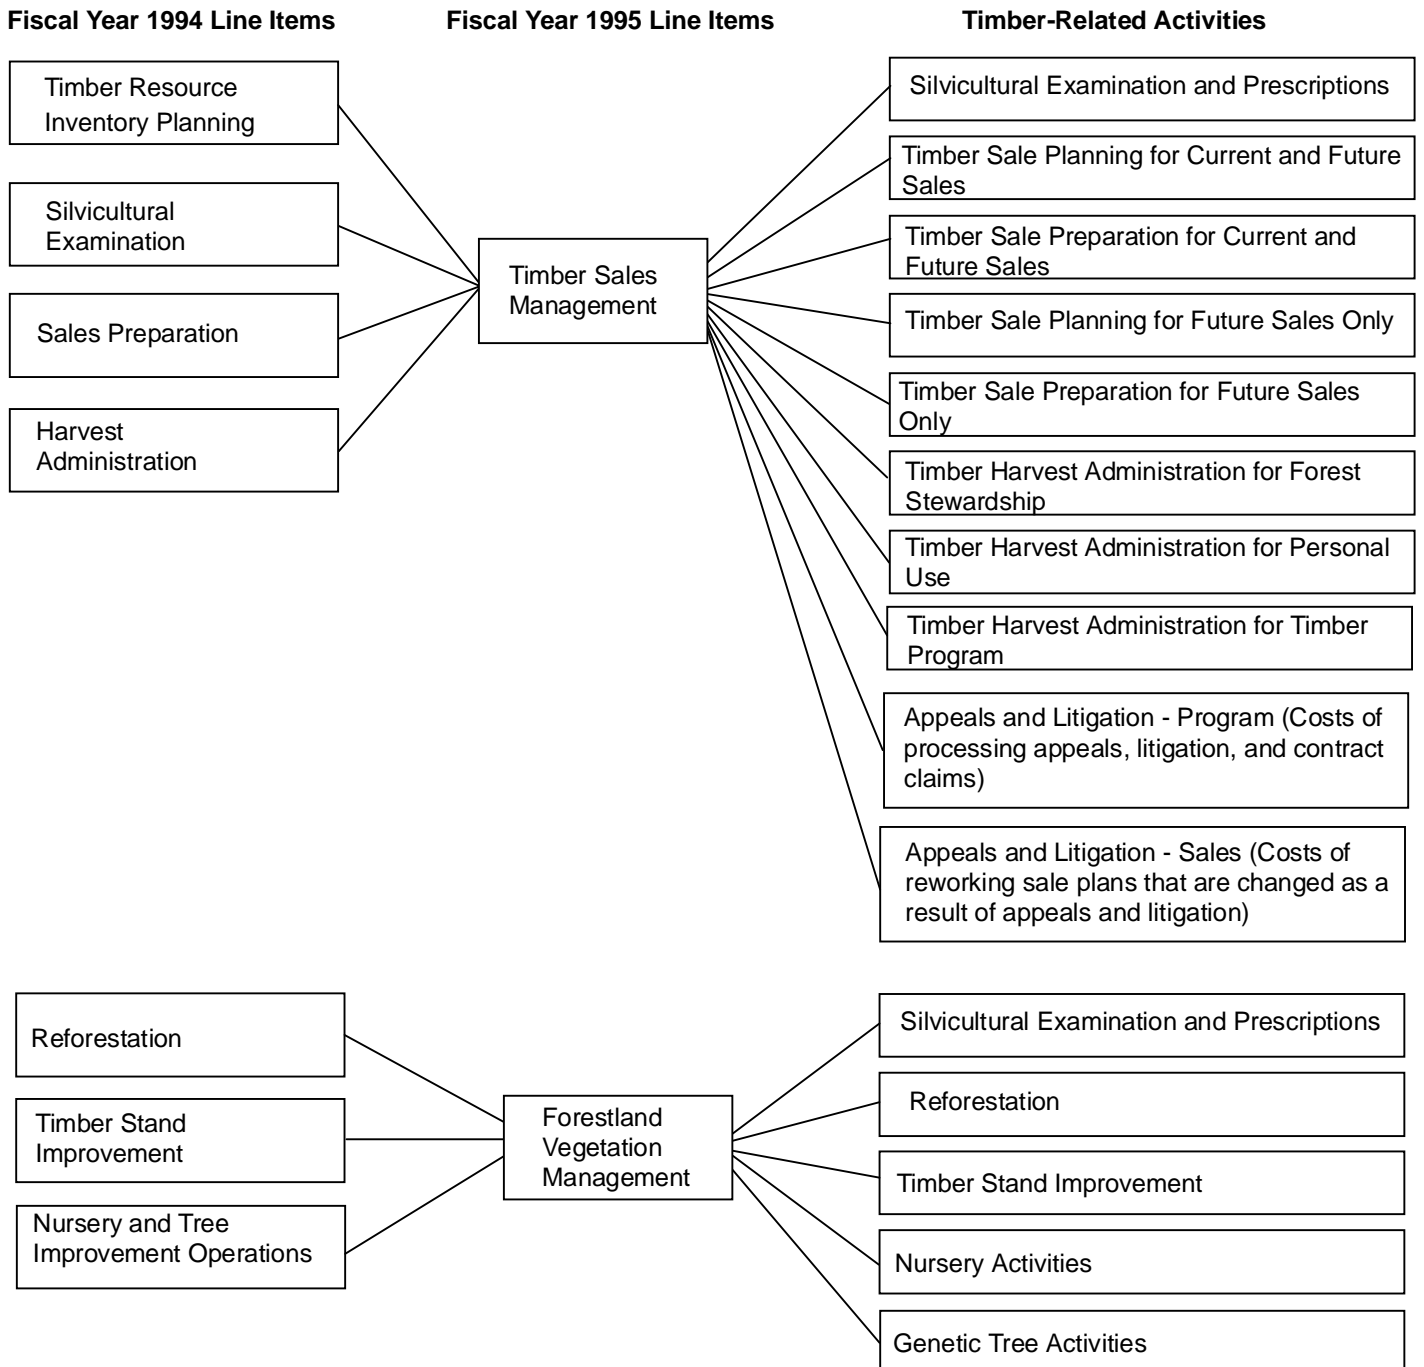 Fiscal Year 1994 Line Items
Fiscal Year 1995 Line Items
Timber-Related Activities
Timber Resource
Inventory Planning
Silvicultural
Examination
Sales Preparation
Harvest
Administration
Timber Sales
Management
Silvicultural Examination and Prescriptions
Timber Sale Planning for Current and Future
Sales
Timber Sale Preparation for Current and
Future Sales
Timber Sale Planning for Future Sales Only
Timber Sale Preparation for Future Sales
Only
Timber Harvest Administration for Forest
Stewardship
Timber Harvest Administration for Personal
Use
Timber Harvest Administration for Timber
Program
Appeals and Litigation - Program (Costs of
processing appeals, litigation, and contract
claims)
Appeals and Litigation - Sales (Costs of
reworking sale plans that are changed as a
result of appeals and litigation)
Reforestation
Timber Stand
Improvement
Nursery and Tree
Improvement Operations
Forestland
Vegetation
Management
Silvicultural Examination and Prescriptions
Reforestation
Timber Stand Improvement
Nursery Activities
Genetic Tree Activities